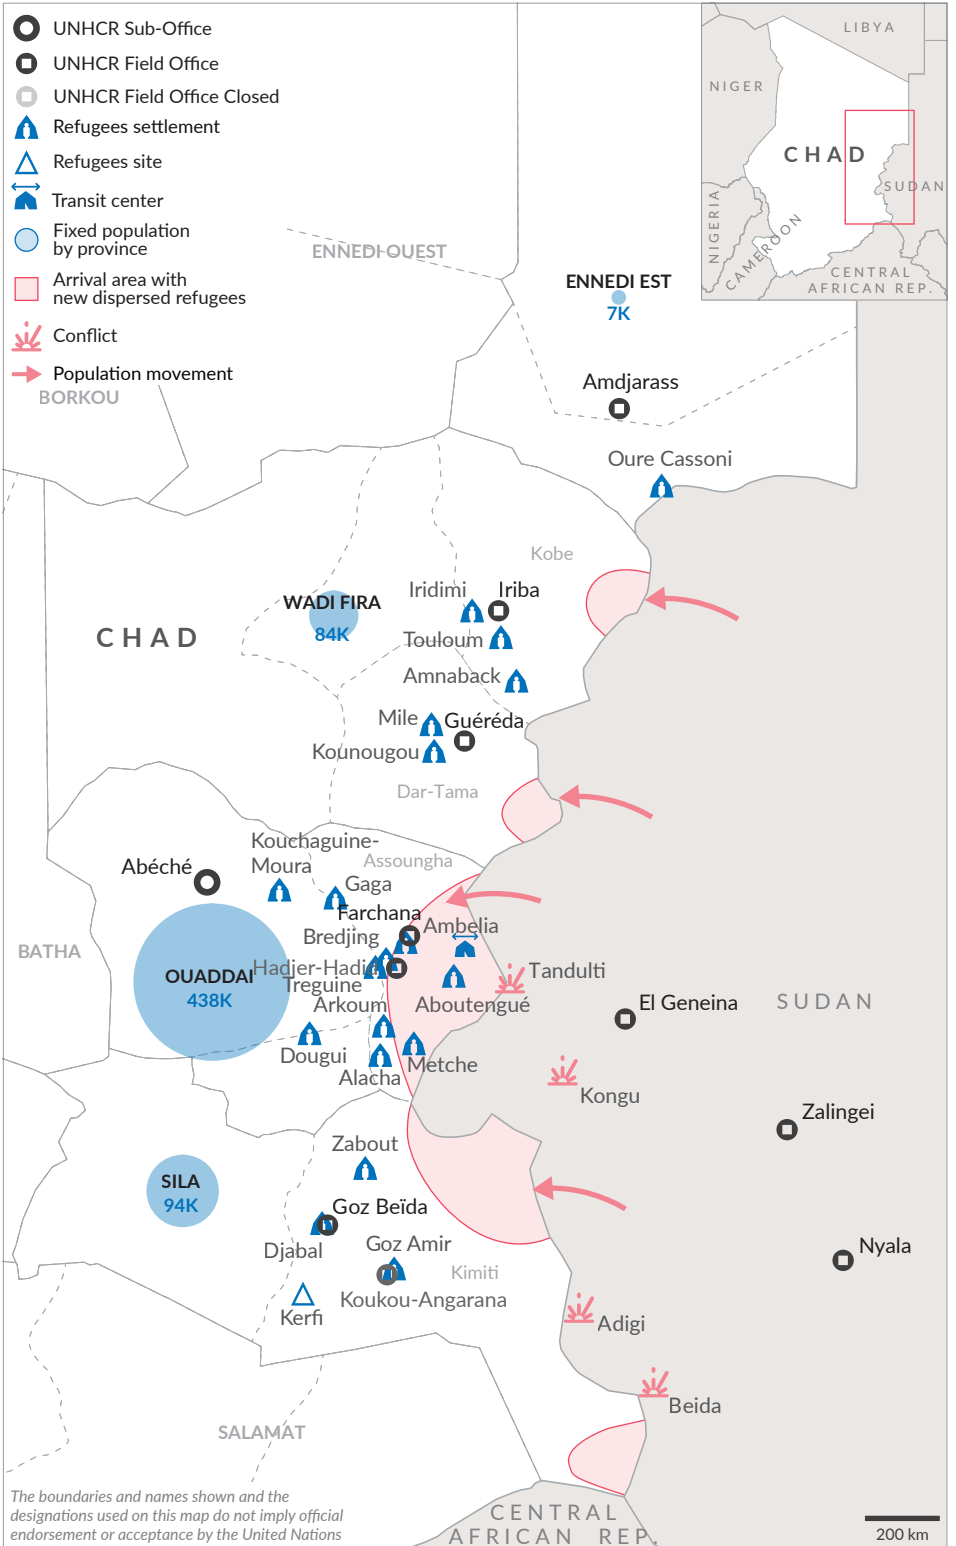 UNHCR Sub-Office
UNHCR Field Office
UNHCR Field Office Closed
Refugees settlement
Refugees site
Transit center
Fixed population
by province
Arrival area with
new dispersed refugees
Conflict
Population movement
LIBYA
NIGER
CHAD
SUDAN
NIGERIA
CAMEROON
CENTRAL
AFRICAN REP.
ENNEDI OUEST
ENNEDI EST
7K
BORKOU
Amdjarass
Oure Cassoni
Kobe
Iridimi
Iriba
WADI FIRA
84K
CHAD
Touloum
Amnaback
Mile
Guéréda
Kounougou
Dar-Tama
Kouchaguine-
Moura
Assoungha
Abéché
Gaga
Farchana
Ambelia
Bredjing
BATHA
Hadjer-Hadid
Treguine
Tandulti
OUADDAI
438K
Arkoum
Aboutengué
El Geneina
SUDAN
Dougui
Metche
Alacha
Kongu
Zalingei
Zabout
SILA
94K
Goz Beïda
Djabal
Goz Amir
Nyala
Kimiti
Koukou-Angarana
Kerfi
Adigi
Beida
SALAMAT
The boundaries and names shown and the
designations used on this map do not imply official
endorsement or acceptance by the United Nations
CENTRAL
AFRICAN REP.
200 km